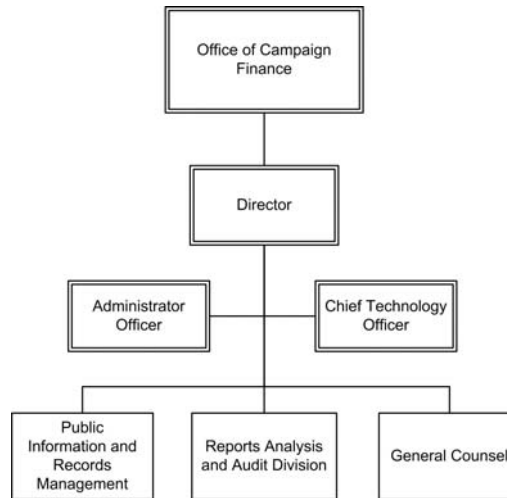 Office of Campaign
Finance
Director
Administrator
Officer
Chief Technology
Officer
Public
Information and
Records
Management
Reports Analysis
and Audit Division
General Counsel